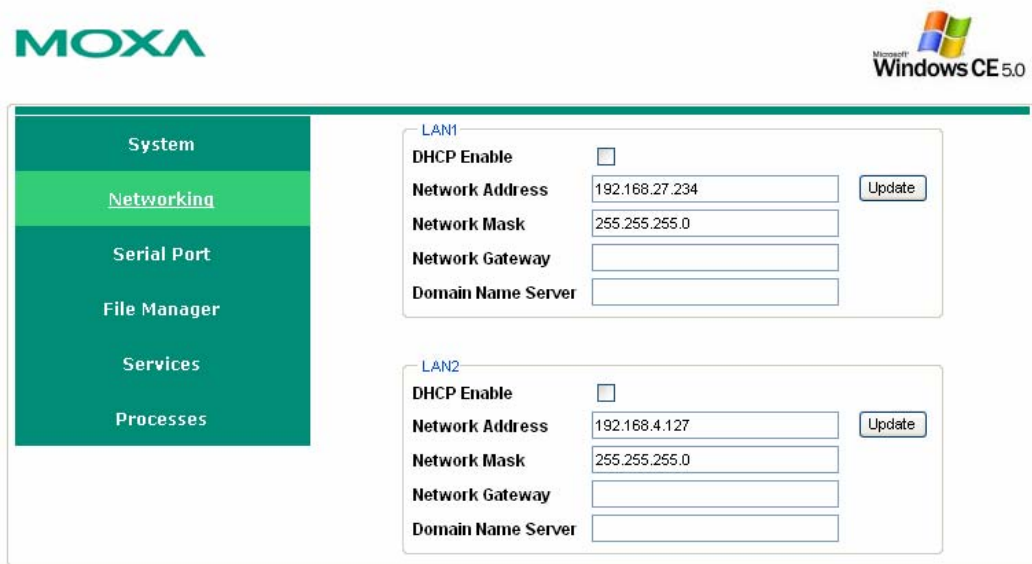 MOXA
Microsoft
Windows CE 5.0
System
Networking
Serial Port
File Manager
Services
Processes
LAN1
DHCP Enable
Network Address 192.168.27.234 Update
Network Mask 255.255.255.0
Network Gateway
Domain Name Server
LAN2
DHCP Enable
Network Address 192.168.4.127 Update
Network Mask 255.255.255.0
Network Gateway
Domain Name Server